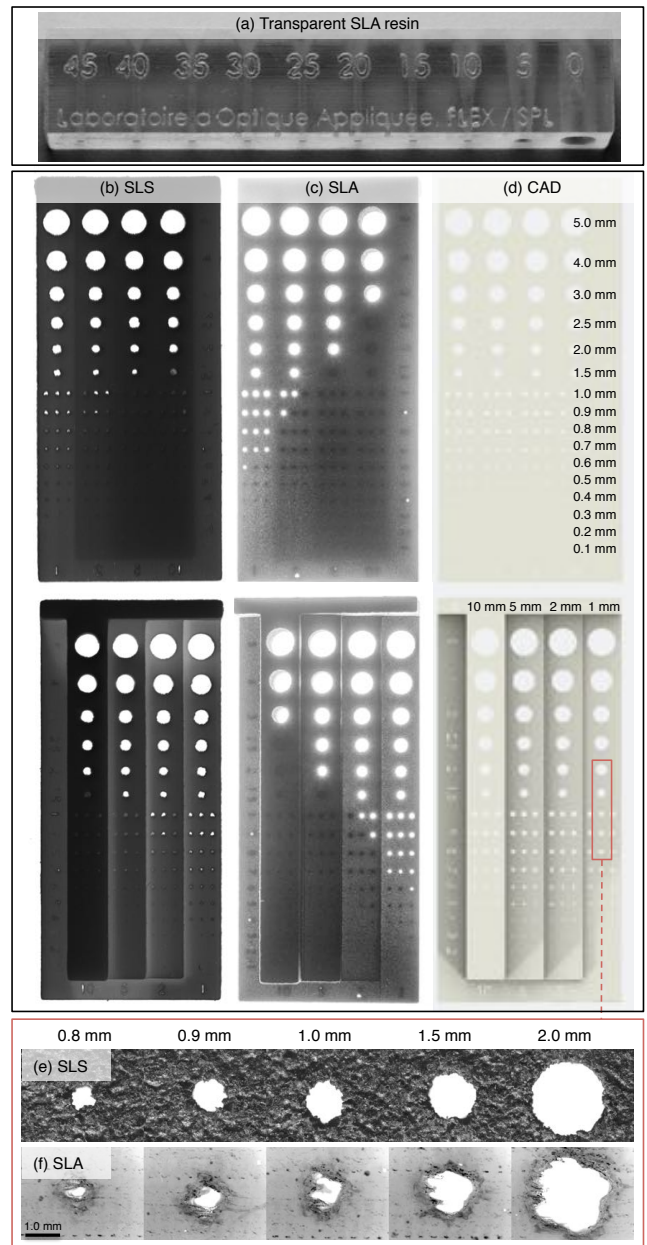 (a) Transparent SLA resin
45 40 35 30 25 20 15 10 5 0
Laboratoire d'Optique Appliquée. fLEX / SPL
(b) SLS
(c) SLA
(d) CAD
5.0 mm
4.0 mm
3.0 mm
2.5 mm
2.0 mm
1.5 mm
1.0 mm
0.9 mm
0.8 mm
0.7 mm
0.6 mm
0.5 mm
0.4 mm
0.3 mm
0.2 mm
0.1 mm
10 mm 5 mm 2 mm 1 mm
10 5 2 1
0.8 mm 0.9 mm 1.0 mm 1.5 mm 2.0 mm
(e) SLS
(f) SLA
1.0 mm